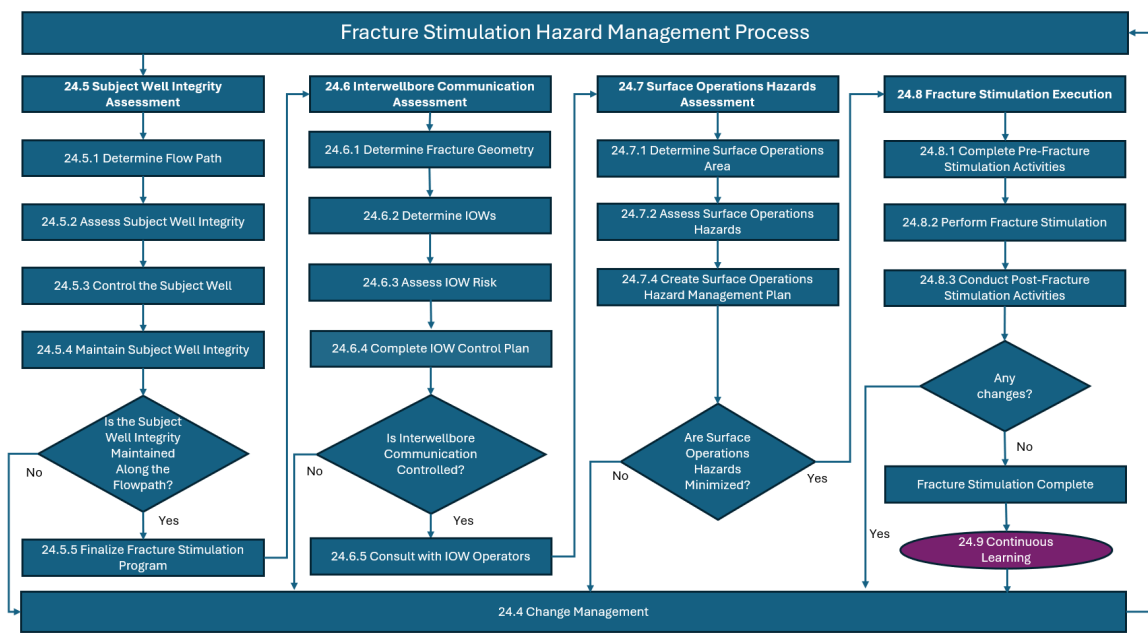 Fracture Stimulation Hazard Management Process
24.5 Subject Well Integrity
Assessment
24.5.1 Determine Flow Path
24.5.2 Assess Subject Well Integrity
24.5.3 Control the Subject Well
24.5.4 Maintain Subject Well Integrity
Is the Subject
Well Integrity
Maintained
Along the
Flowpath?
No
Yes
24.5.5 Finalize Fracture Stimulation
Program
24.6 Interwellbore Communication
Assessment
24.6.1 Determine Fracture Geometry
24.6.2 Determine IOWs
24.6.3 Assess IOW Risk
24.6.4 Complete IOW Control Plan
Is Interwellbore
Communication
Controlled?
No
Yes
24.6.5 Consult with IOW Operators
24.7 Surface Operations Hazards
Assessment
24.7.1 Determine Surface Operations
Area
24.7.2 Assess Surface Operations
Hazards
24.7.4 Create Surface Operations
Hazard Management Plan
Are Surface
Operations
Hazards
Minimized?
No
Yes
24.8 Fracture Stimulation Execution
24.8.1 Complete Pre-Fracture
Stimulation Activities
24.8.2 Perform Fracture Stimulation
24.8.3 Conduct Post-Fracture
Stimulation Activities
Any
changes?
No
Yes
Fracture Stimulation Complete
24.9 Continuous
Learning
24.4 Change Management